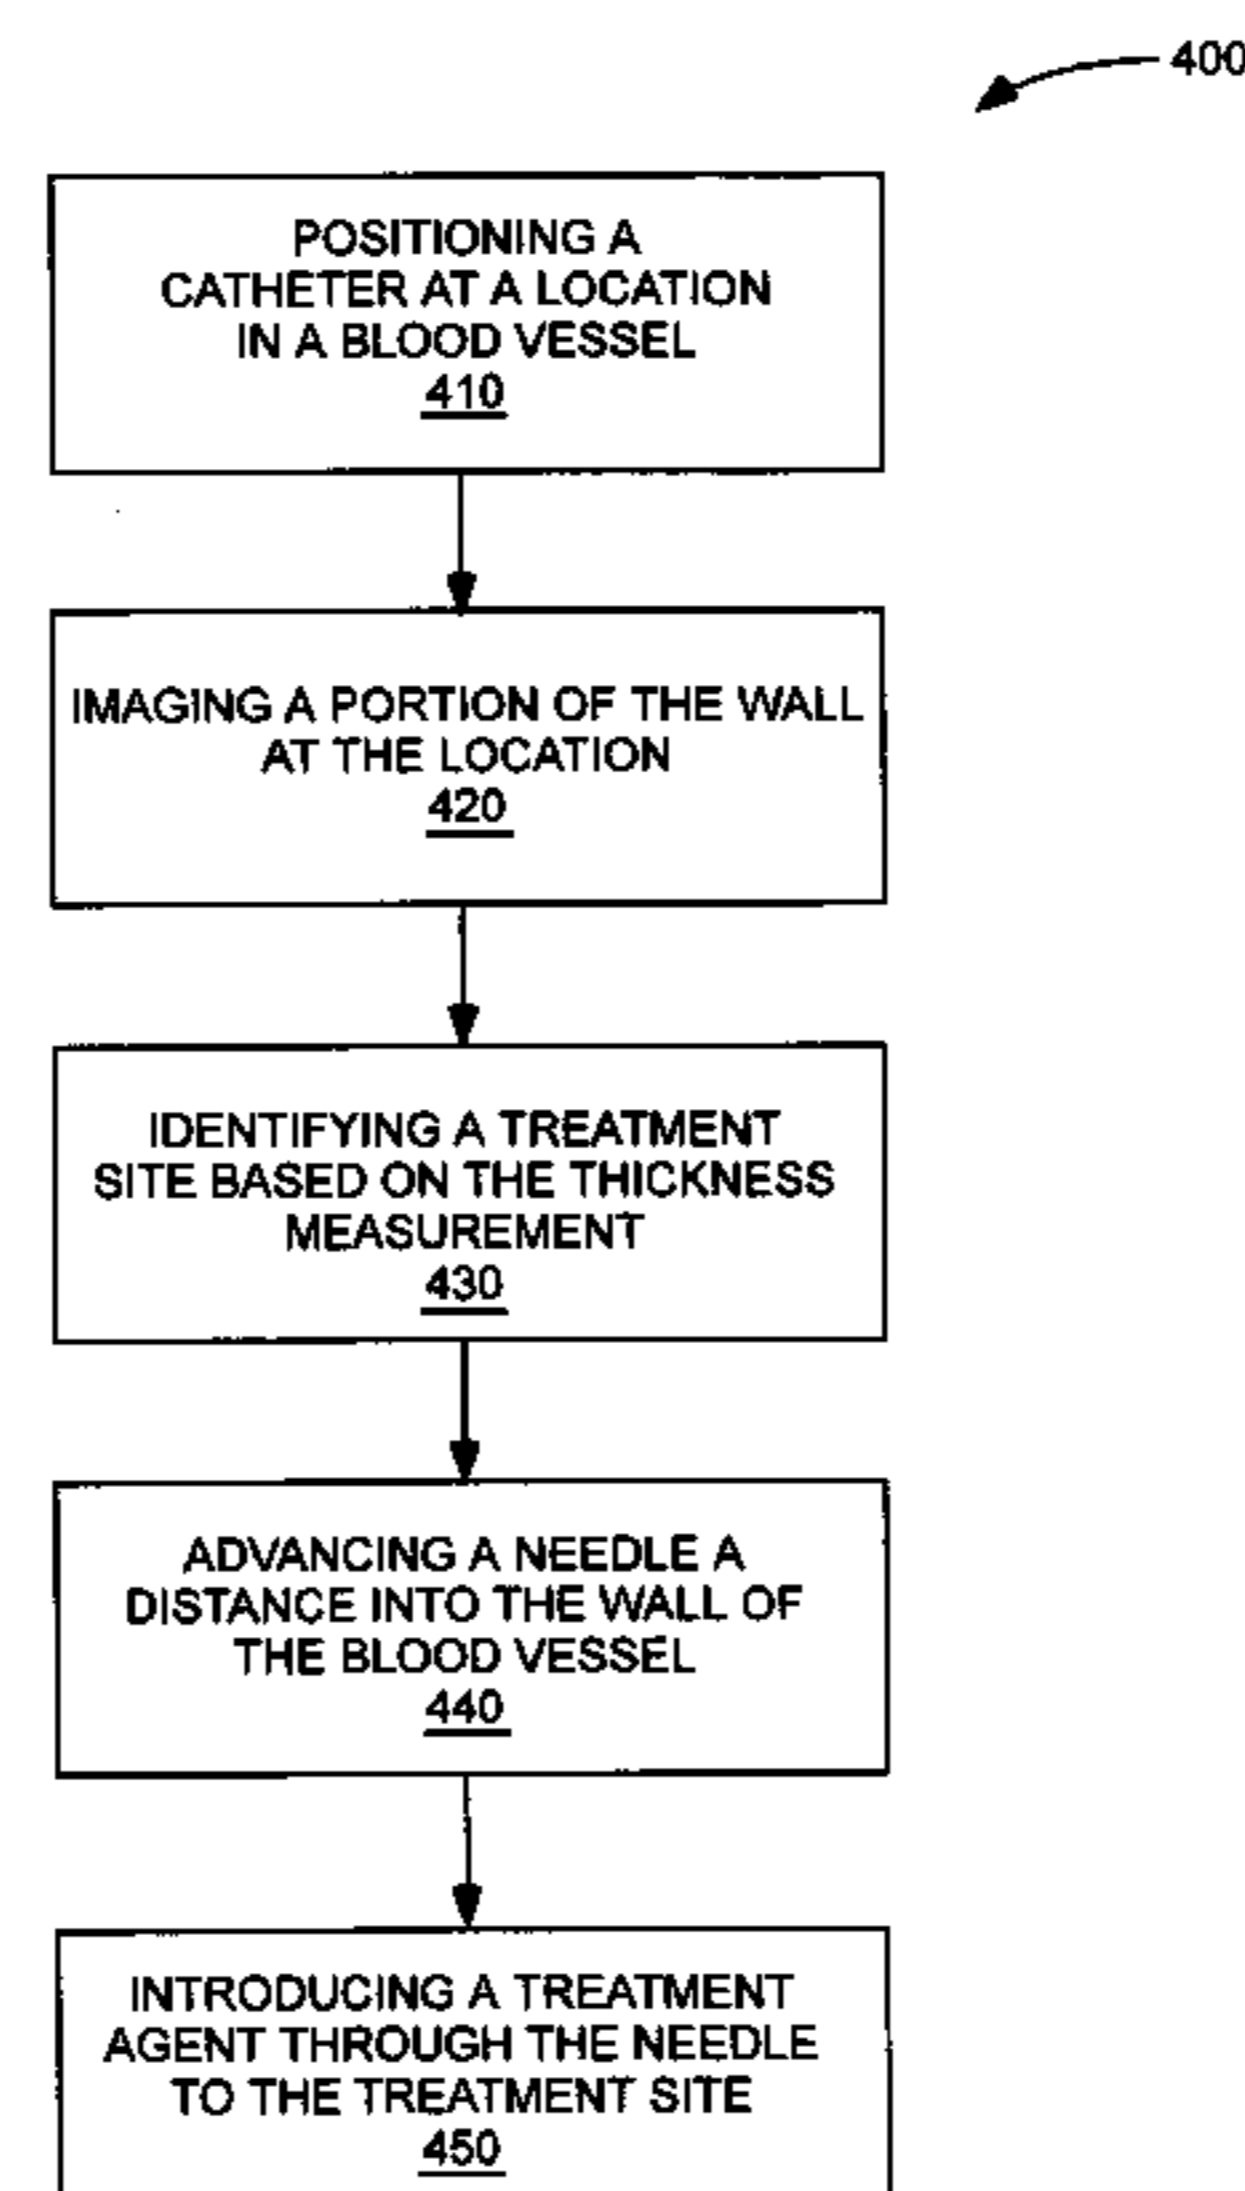 400
POSITIONING A
CATHETER AT A LOCATION
IN A BLOOD VESSEL
410
IMAGING A PORTION OF THE WALL
AT THE LOCATION
420
IDENTIFYING A TREATMENT
SITE BASED ON THE THICKNESS
MEASUREMENT
430
ADVANCING A NEEDLE A
DISTANCE INTO THE WALL OF
THE BLOOD VESSEL
440
INTRODUCING A TREATMENT
AGENT THROUGH THE NEEDLE
TO THE TREATMENT SITE
450